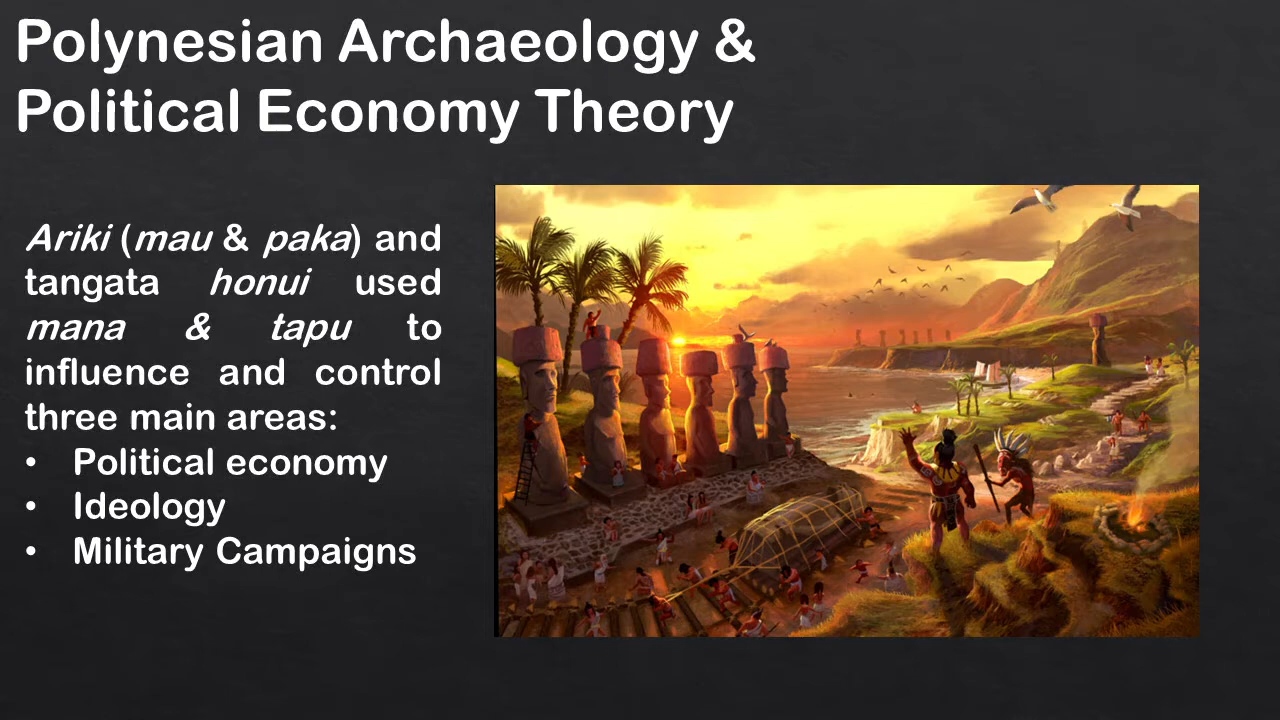 Polynesian Archaeology &
Political Economy Theory
Ariki (mau & paka) and
tangata honui used
mana & tapu to
influence and control
three main areas:
• Political economy
• Ideology
• Military Campaigns